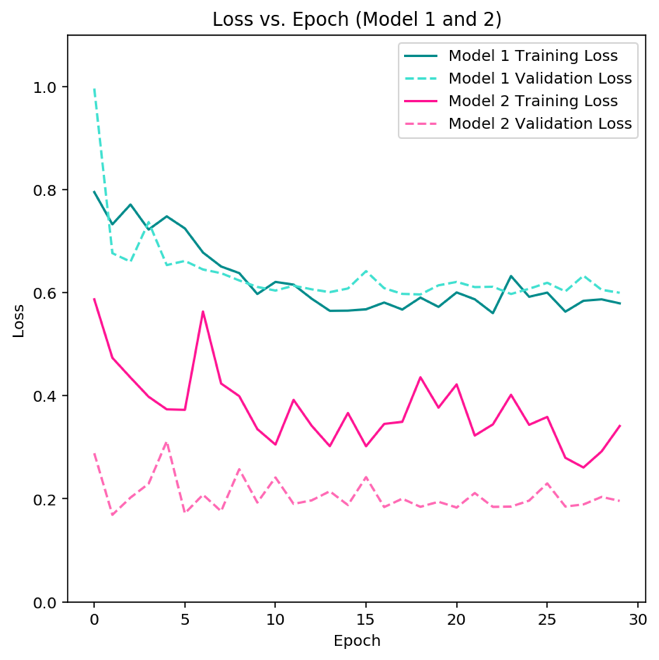 Loss vs. Epoch (Model 1 and 2)
Model 1 Training Loss
Model 1 Validation Loss
Model 2 Training Loss
Model 2 Validation Loss
Loss
1.0
0.8
0.6
0.4
0.2
0.0
0 5 10 15 20 25 30
Epoch